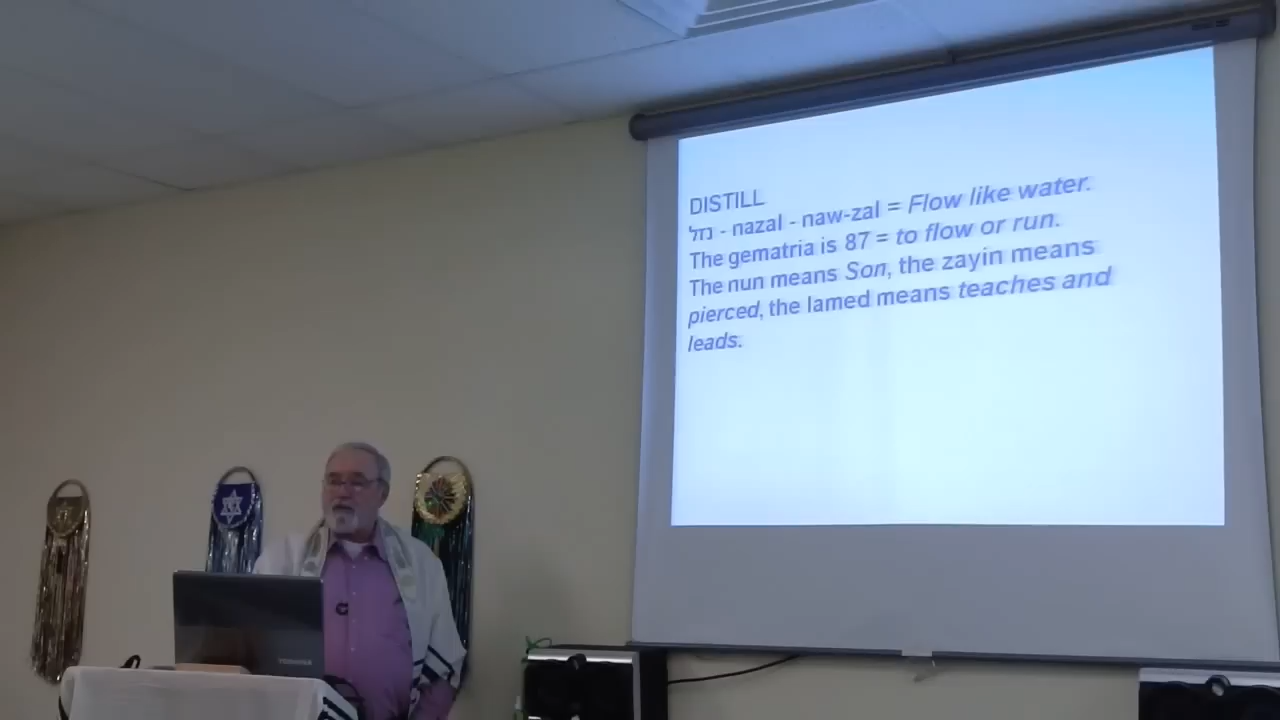 DISTILL
נזל - nazal - naw-zal = Flow like water.
The gematria is 87 = to flow or run.
The nun means Son, the zayin means
pierced, the lamed means teaches and
leads.
TOSHIBA